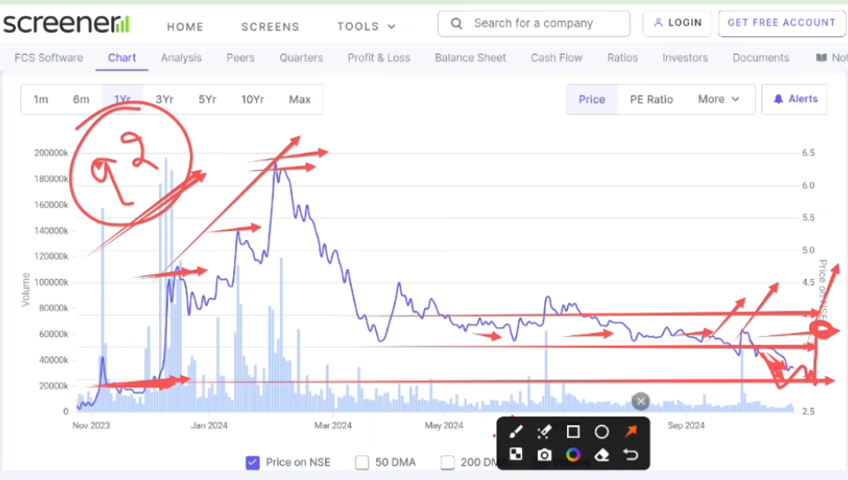 screener
HOME SCREENS TOOLS
Search for a company
LOGIN
GET FREE ACCOUNT
FCS Software Chart Analysis Peers Quarters Profit & Loss Balance Sheet Cash Flow Ratios Investors Documents Not
1m 6m 1Yr 3Yr 5Yr 10Yr Max
Price PE Ratio More
Alerts
200000k 6.5
180000k 6.0
160000k 5.5
140000k 5.0
120000k
100000k 4.5
80000k
60000k
40000k
20000k
0 2.5
Volume
Price on NSE
Nov 2023 Jan 2024 Mar 2024 May 2024 Sep 2024
Price on NSE 50 DMA 200 DM